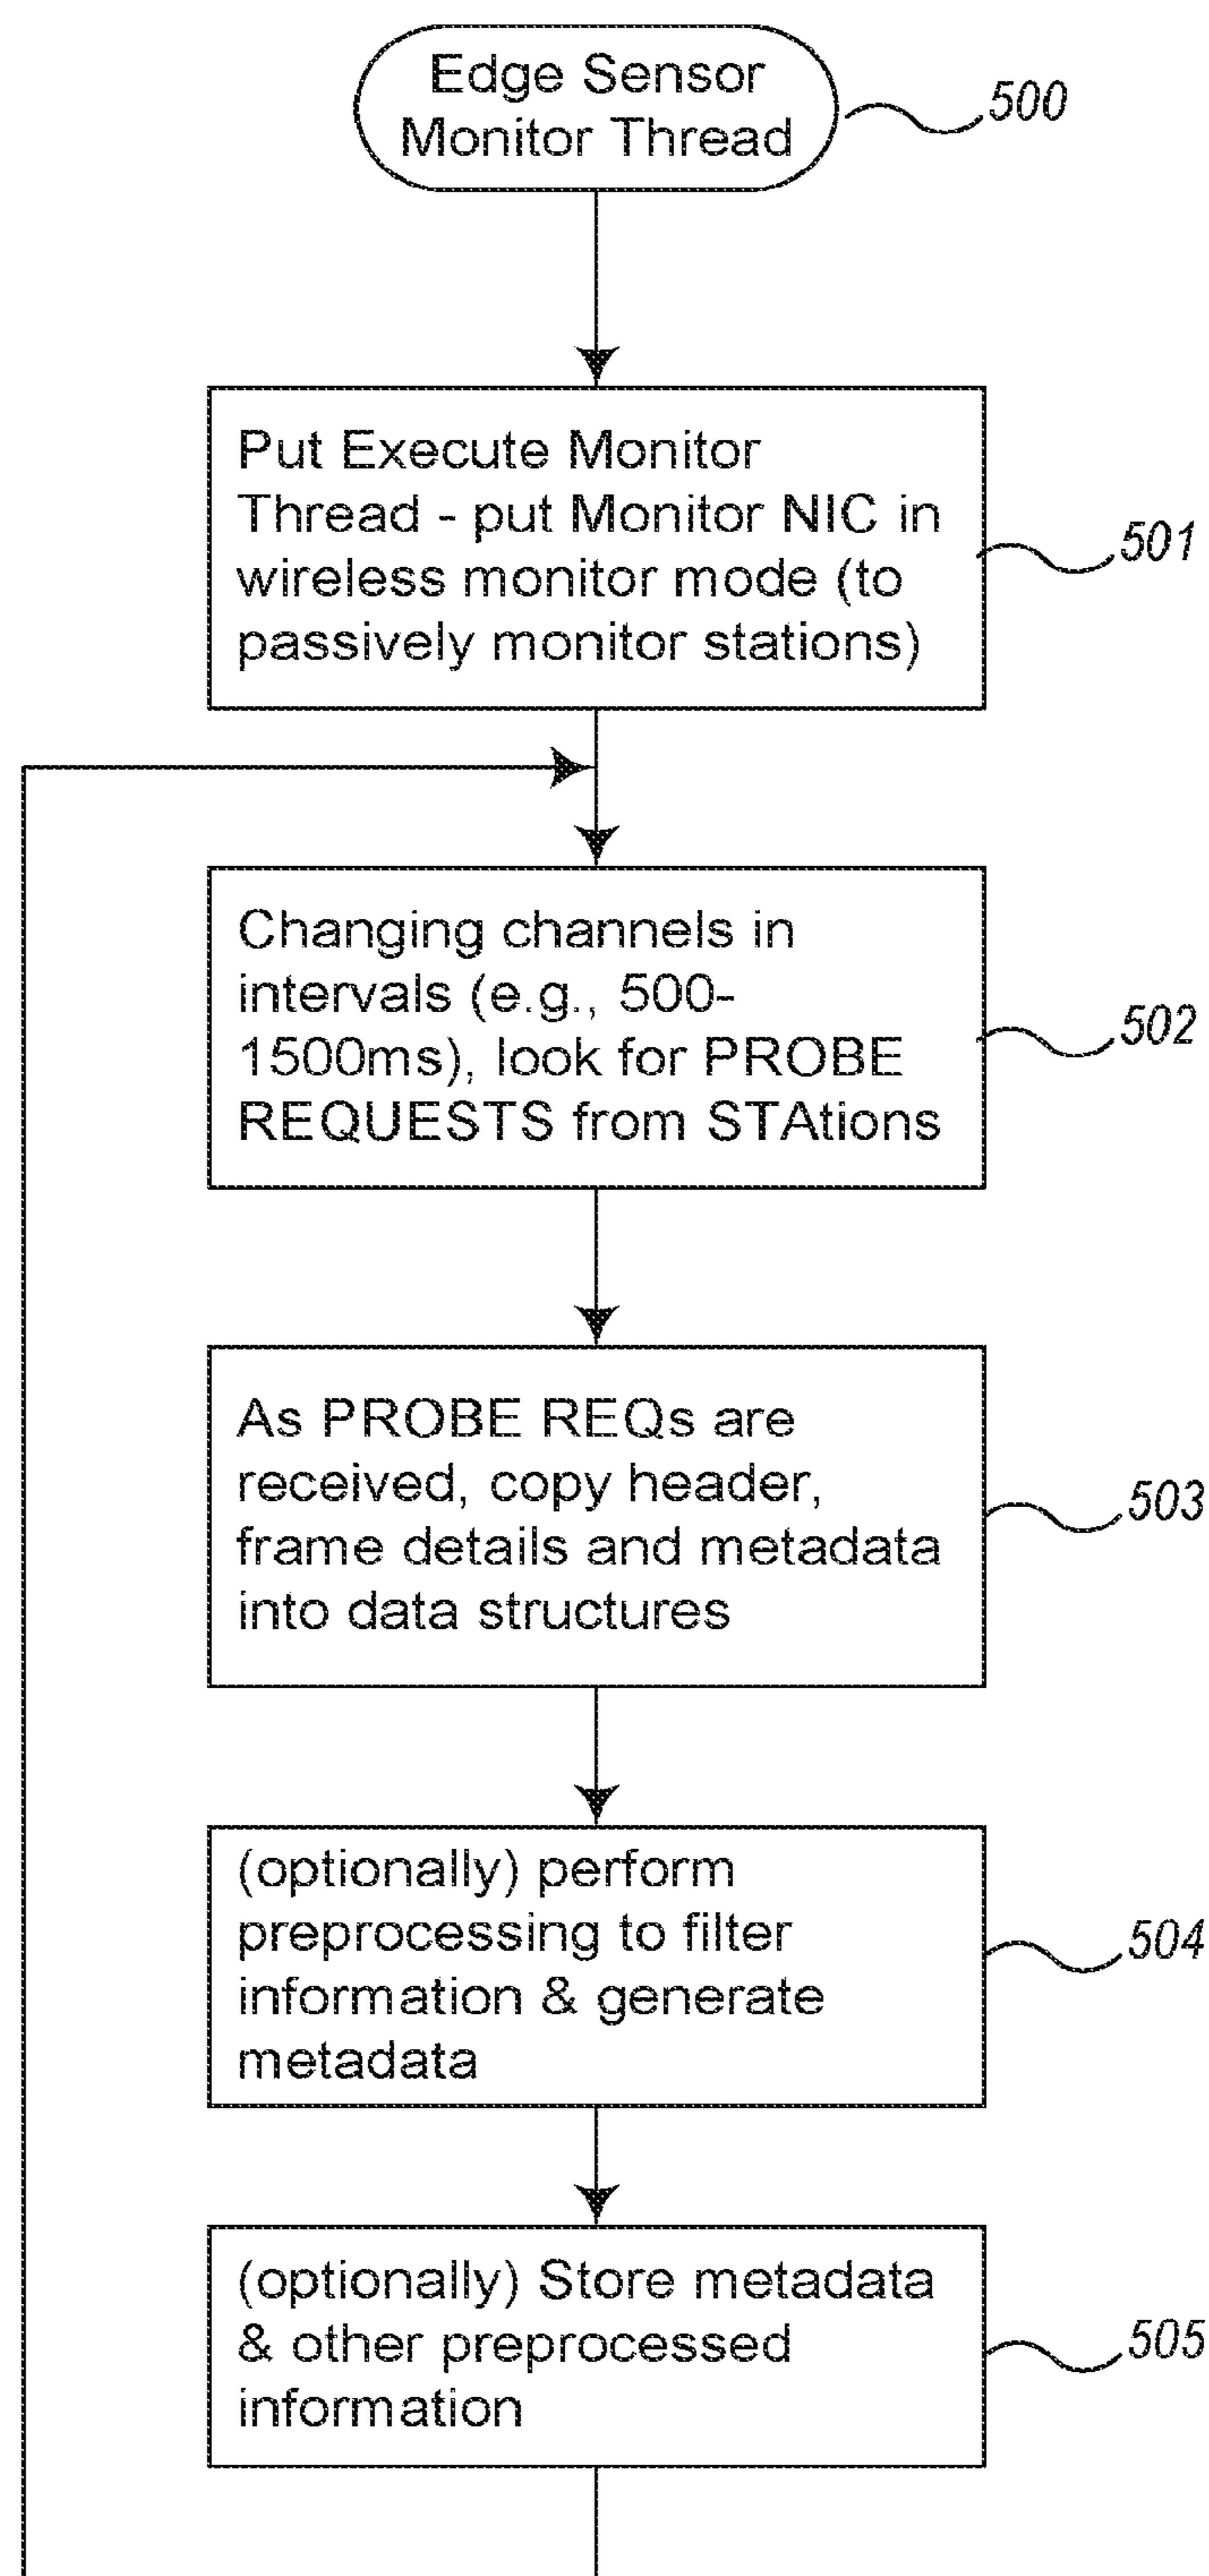 Edge Sensor
Monitor Thread
500
Put Execute Monitor
Thread - put Monitor NIC in
wireless monitor mode (to
passively monitor stations)
501
Changing channels in
intervals (e.g., 500-
1500ms), look for PROBE
REQUESTS from STAtions
502
As PROBE REQs are
received, copy header,
frame details and metadata
into data structures
503
(optionally) perform
preprocessing to filter
information & generate
metadata
504
(optionally) Store metadata
& other preprocessed
information
505